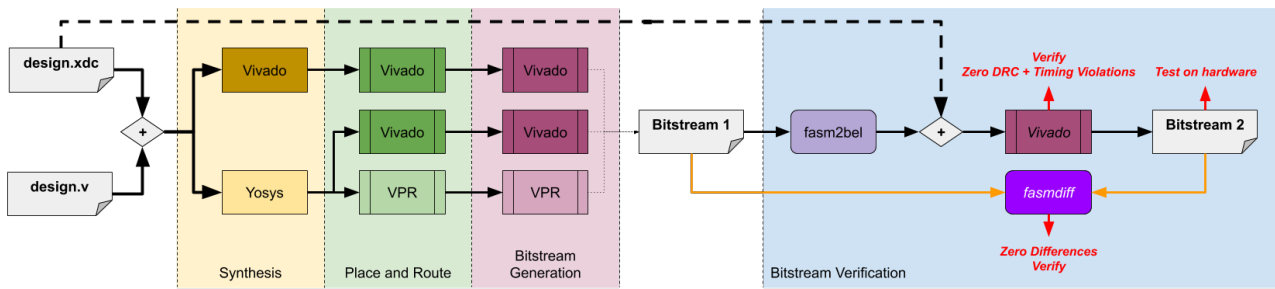 design.xdc
+
design.v
Vivado
Yosys
Synthesis
Vivado
Vivado
VPR
Place and Route
Vivado
Vivado
VPR
Bitstream
Generation
Bitstream 1
fasm2bel
+
Verify
Zero DRC + Timing Violations
Vivado
Test on hardware
Bitstream 2
fasmdiff
Zero Differences
Verify
Bitstream Verification